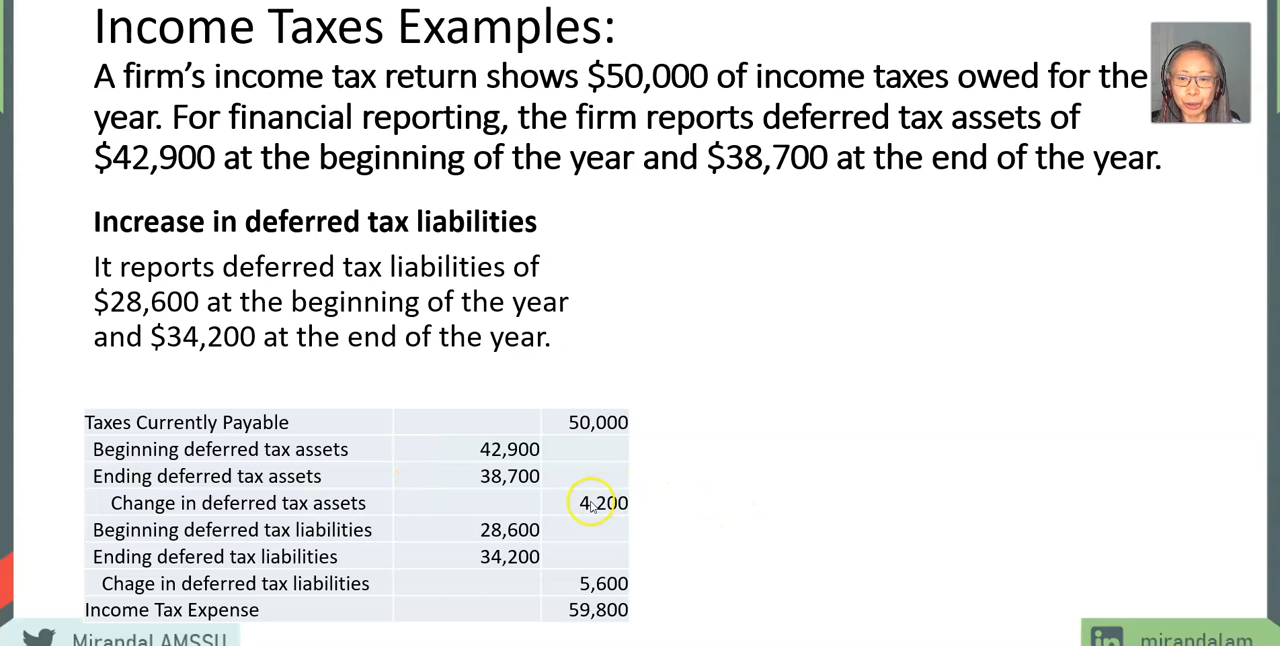 Income Taxes Examples:
A firm's income tax return shows $50,000 of income taxes owed for the
year. For financial reporting, the firm reports deferred tax assets of
$42,900 at the beginning of the year and $38,700 at the end of the year.
Increase in deferred tax liabilities
It reports deferred tax liabilities of
$28,600 at the beginning of the year
and $34,200 at the end of the year.
Taxes Currently Payable 50,000
Beginning deferred tax assets 42,900
Ending deferred tax assets 38,700
Change in deferred tax assets 4,200
Beginning deferred tax liabilities 28,600
Ending defered tax liabilities 34,200
Chage in deferred tax liabilities 5,600
Income Tax Expense 59,800
MirandaLAMSSU in mirandalam